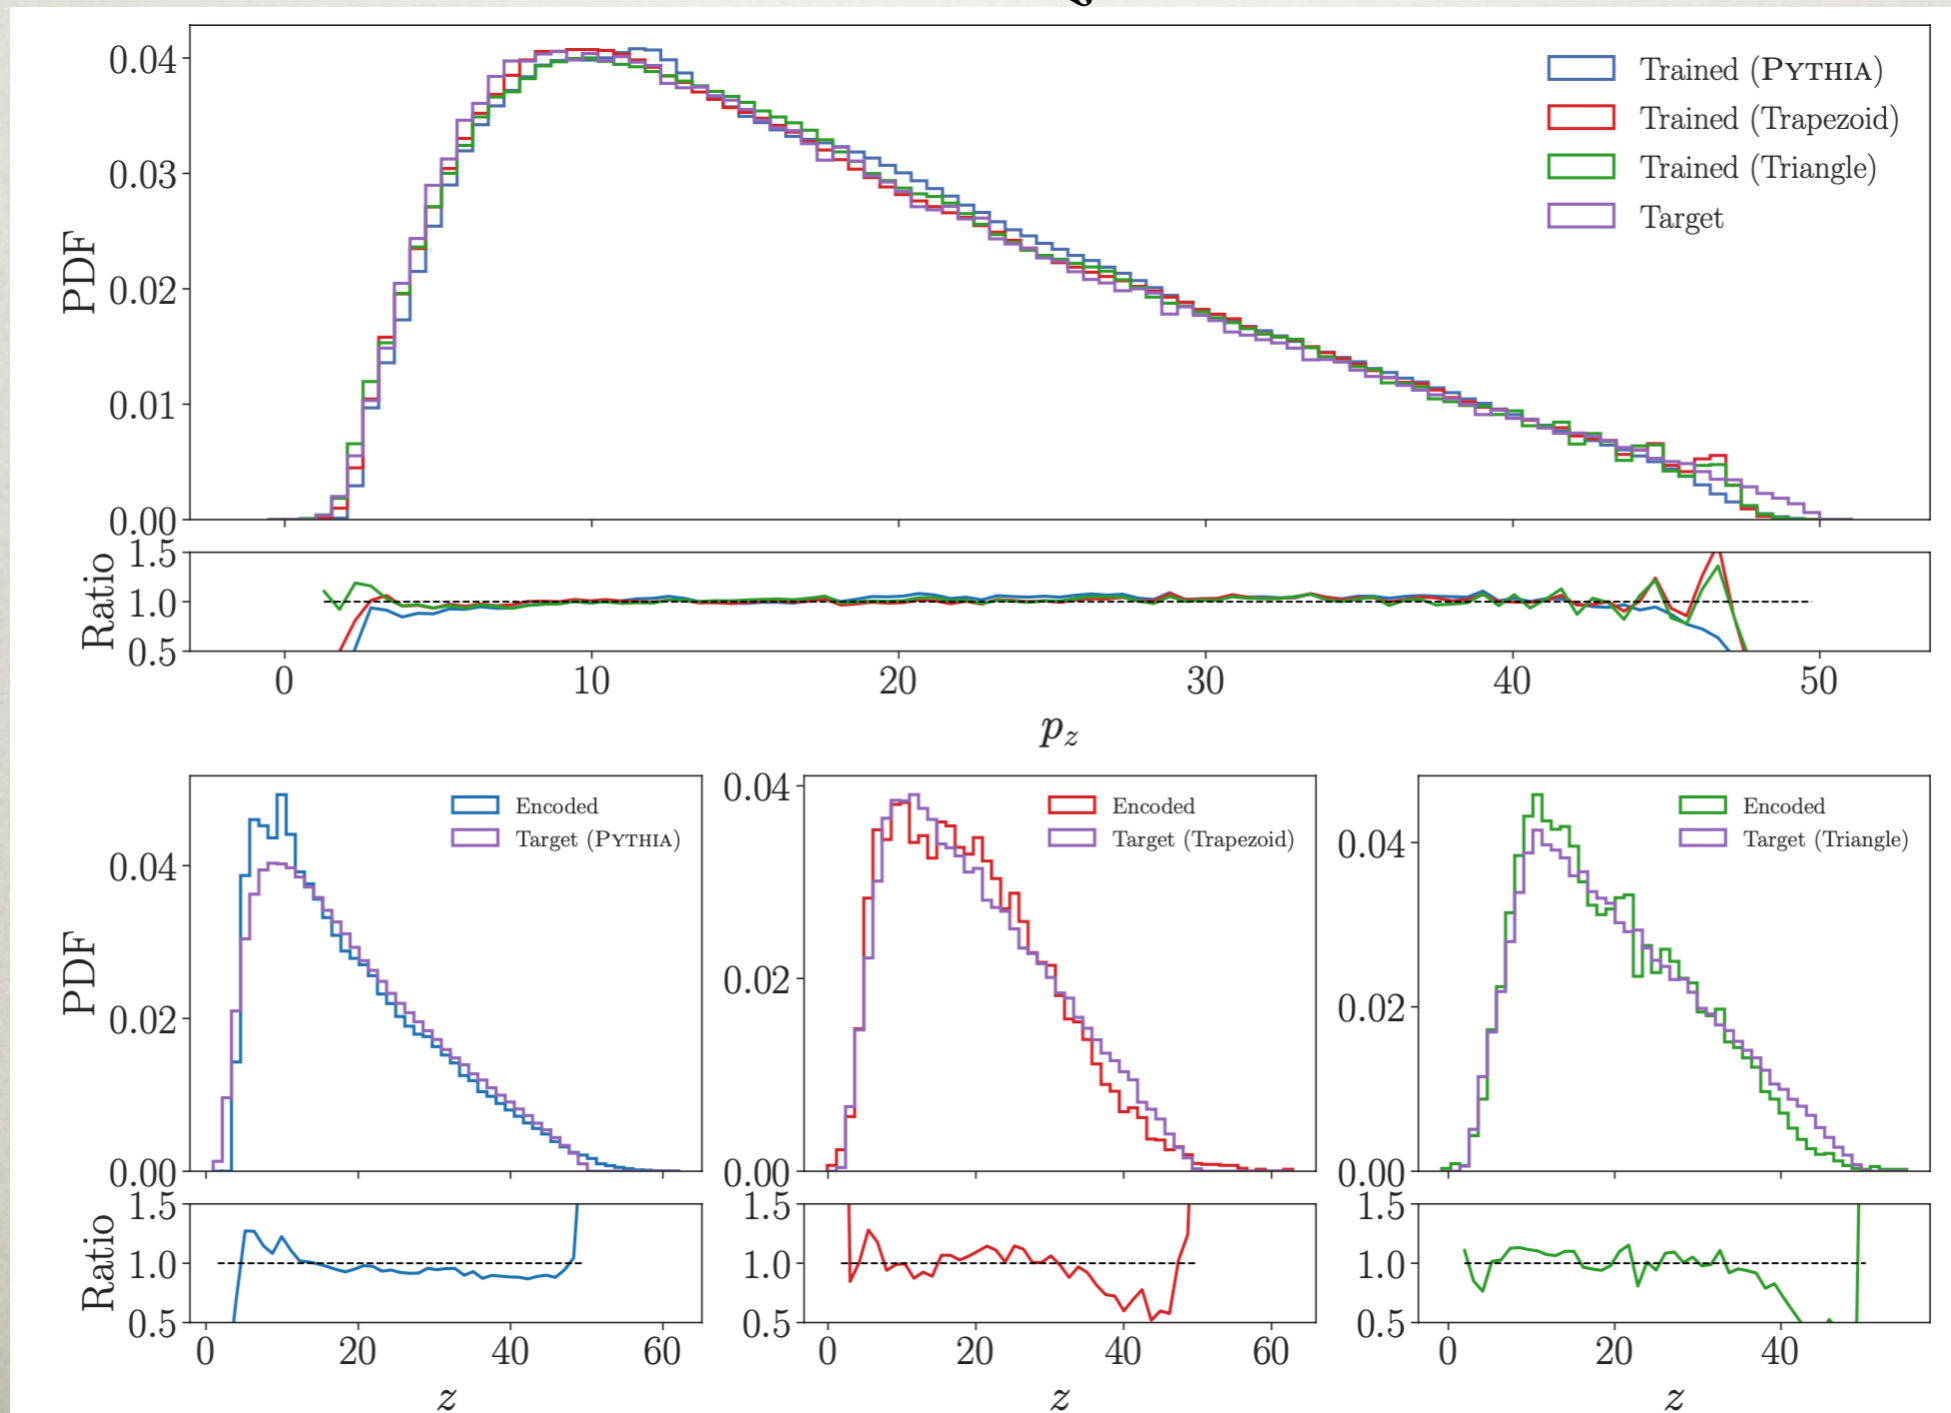 0.04
0.03
0.02
0.01
0.00
PDF
Trained (PYTHIA)
Trained (Trapezoid)
Trained (Triangle)
Target
1.5
1.0
0.5
Ratio
0 10 20 30 40 50
p_z
0.04
0.02
0.00
PDF
Encoded
Target (PYTHIA)
0.04
0.02
0.00
Encoded
Target (Trapezoid)
0.04
0.02
0.00
Encoded
Target (Triangle)
1.5
1.0
0.5
Ratio
0 20 40 60
z
1.5
1.0
0.5
0 20 40 60
z
1.5
1.0
0.5
0 20 40
z